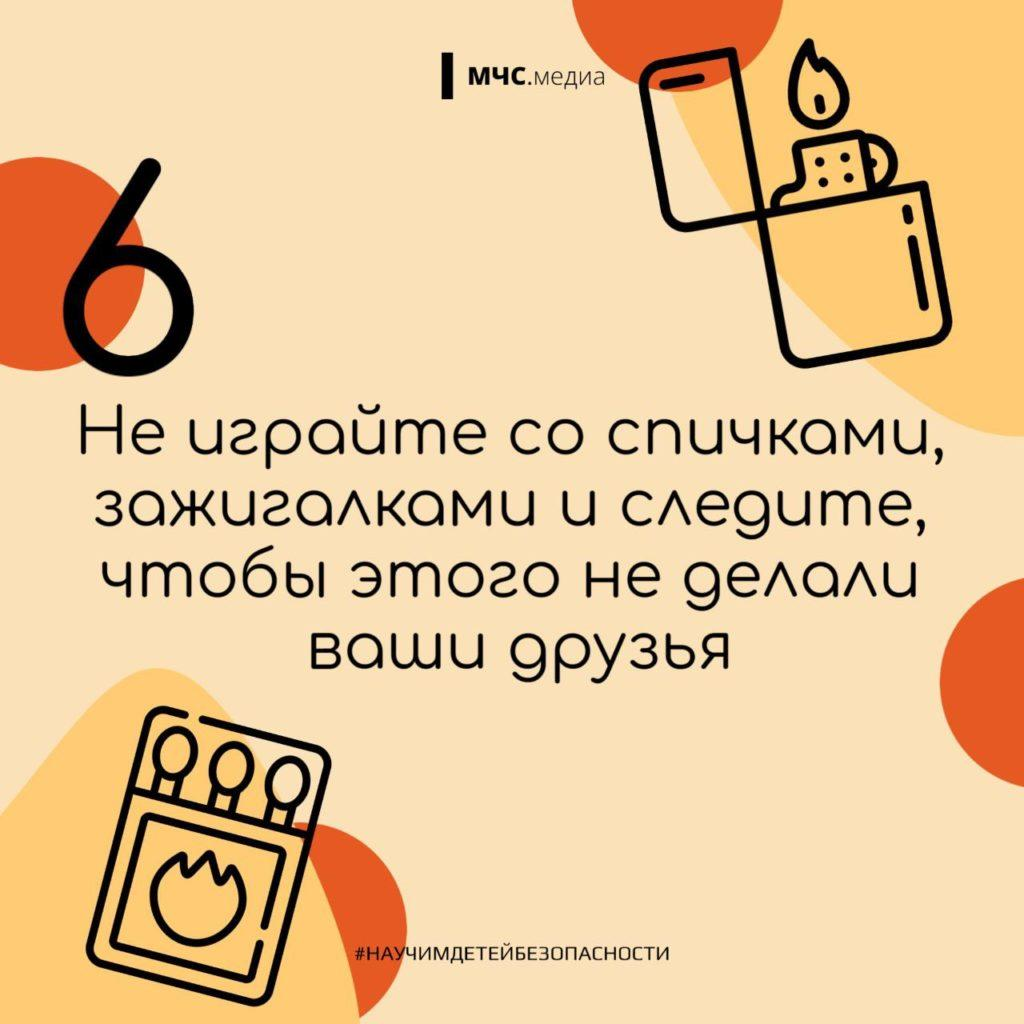 МЧС.медиа
6
Не играйте со спичками,
зажигалками и следите,
чтобы этого не делали
ваши друзья
#НАУЧИМДЕТЕЙБЕЗОПАСНОСТИ